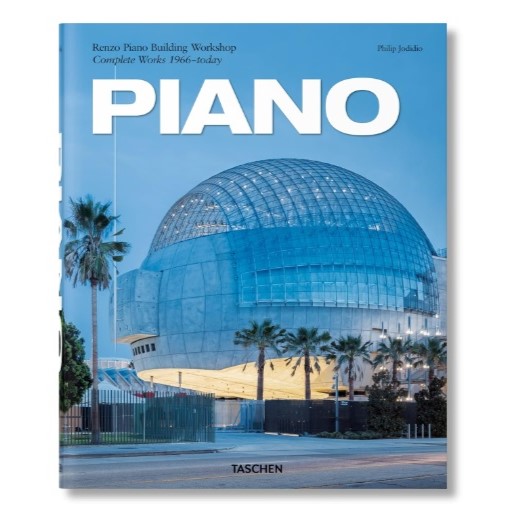 Renzo Piano Building Workshop
Philip Jodidio
Complete Works 1966–today
PIANO
TASCHEN